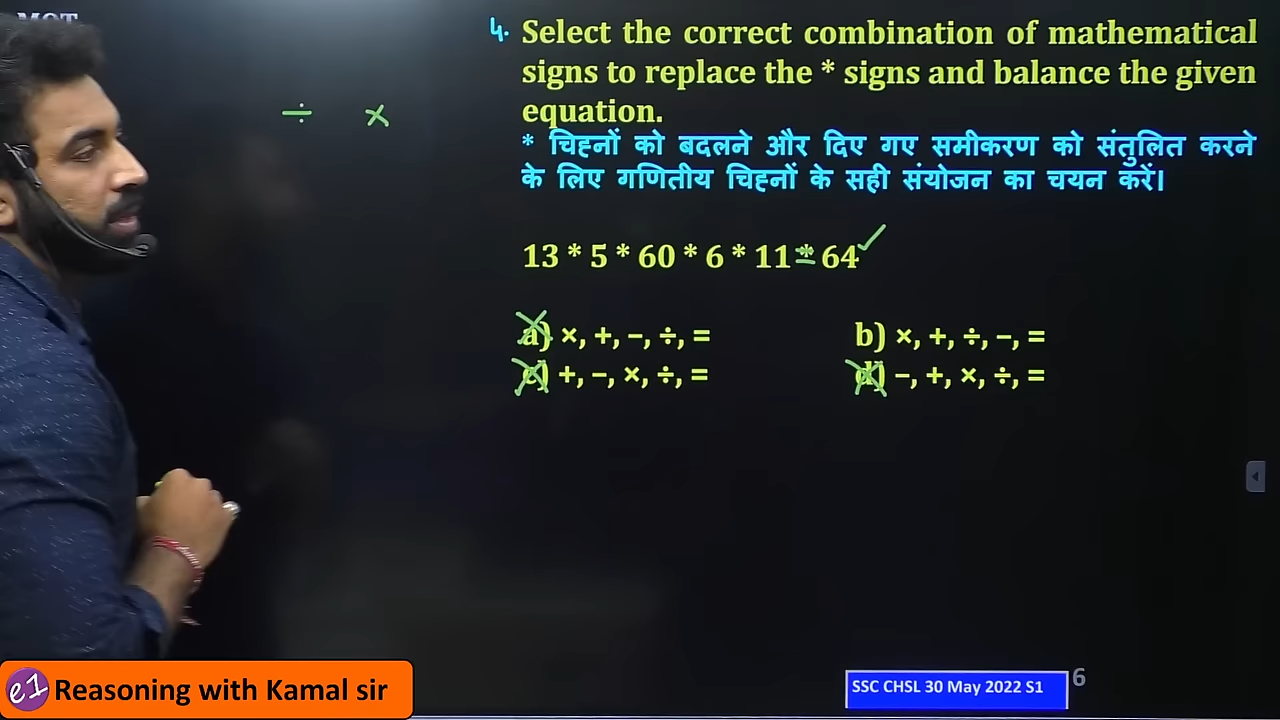 4. Select the correct combination of mathematical
signs to replace the * signs and balance the given
equation.
* चिह्नों को बदलने और दिए गए समीकरण को संतुलित करने
के लिए गणितीय चिह्नों के सही संयोजन का चयन करें।
÷ ×
13 * 5 * 60 * 6 * 11 * = 64 ✓
a) ×, +, –, ÷, =
b) ×, +, ÷, –, =
c) +, –, ×, ÷, =
d) –, +, ×, ÷, =
e1 Reasoning with Kamal sir
SSC CHSL 30 May 2022 S1
6